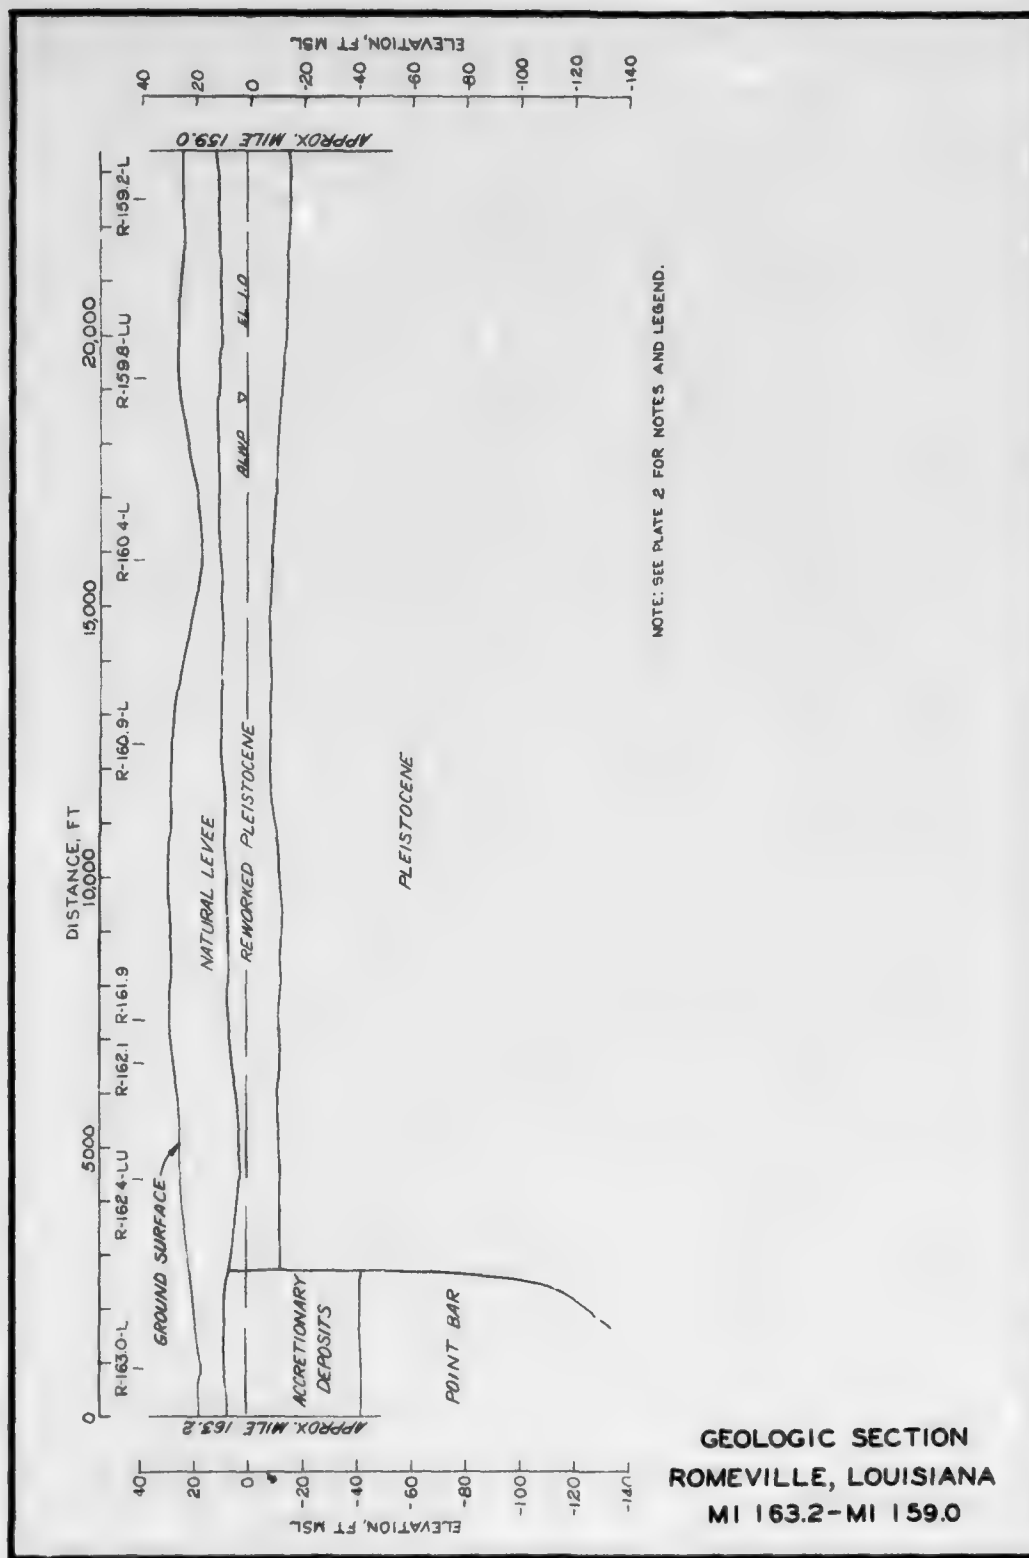 DISTANCE, FT
0
5000
10,000
15,000
20,000
R-163.0-L
R-162 4-LU
R-162.1
R-161.9
R-160.9-L
R-160 4-L
R-159.8-LU
R-159.2-L
ELEVATION, FT MSL
40
20
0
-20
-40
-60
-80
-100
-120
-140
APPROX. MILE 163.2
GROUND SURFACE
NATURAL LEVEE
REWORKED PLEISTOCENE
ALWP EL 1.0
ACCRETIONARY
DEPOSITS
POINT BAR
PLEISTOCENE
APPROX. MILE 159.0
ELEVATION, FT MSL
40
20
0
-20
-40
-60
-80
-100
-120
-140
NOTE: SEE PLATE 2 FOR NOTES AND LEGEND.
GEOLOGIC SECTION
ROMEVILLE, LOUISIANA
MI 163.2-MI 159.0